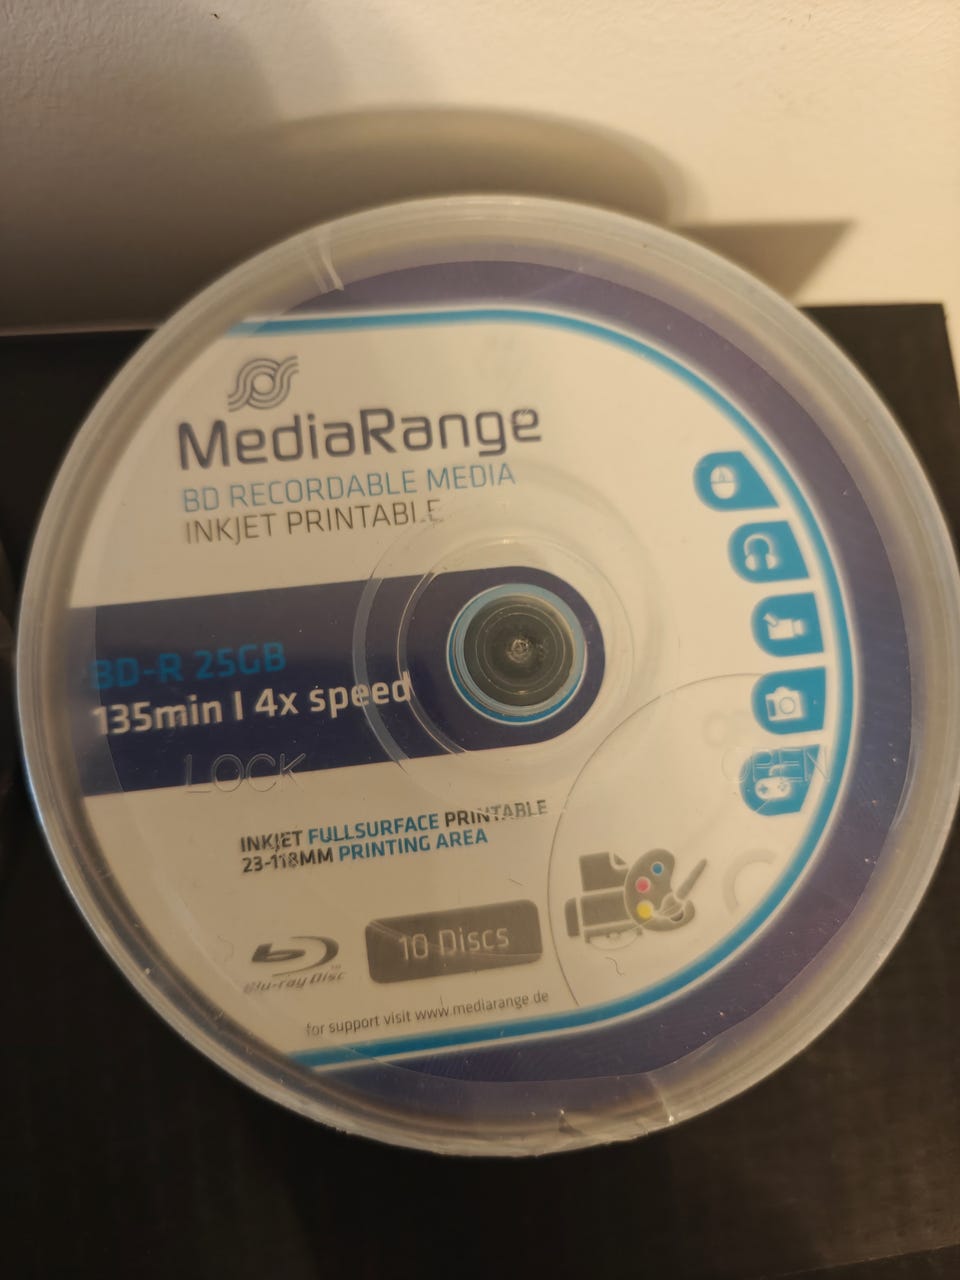 MediaRange
BD RECORDABLE MEDIA
INKJET PRINTABLE
BD-R 25GB
135min | 4x speed
LOCK
OPEN
INKJET FULLSURFACE PRINTABLE
23-118MM PRINTING AREA
Blu-ray Disc™
10 Discs
for support visit www.mediarange.de